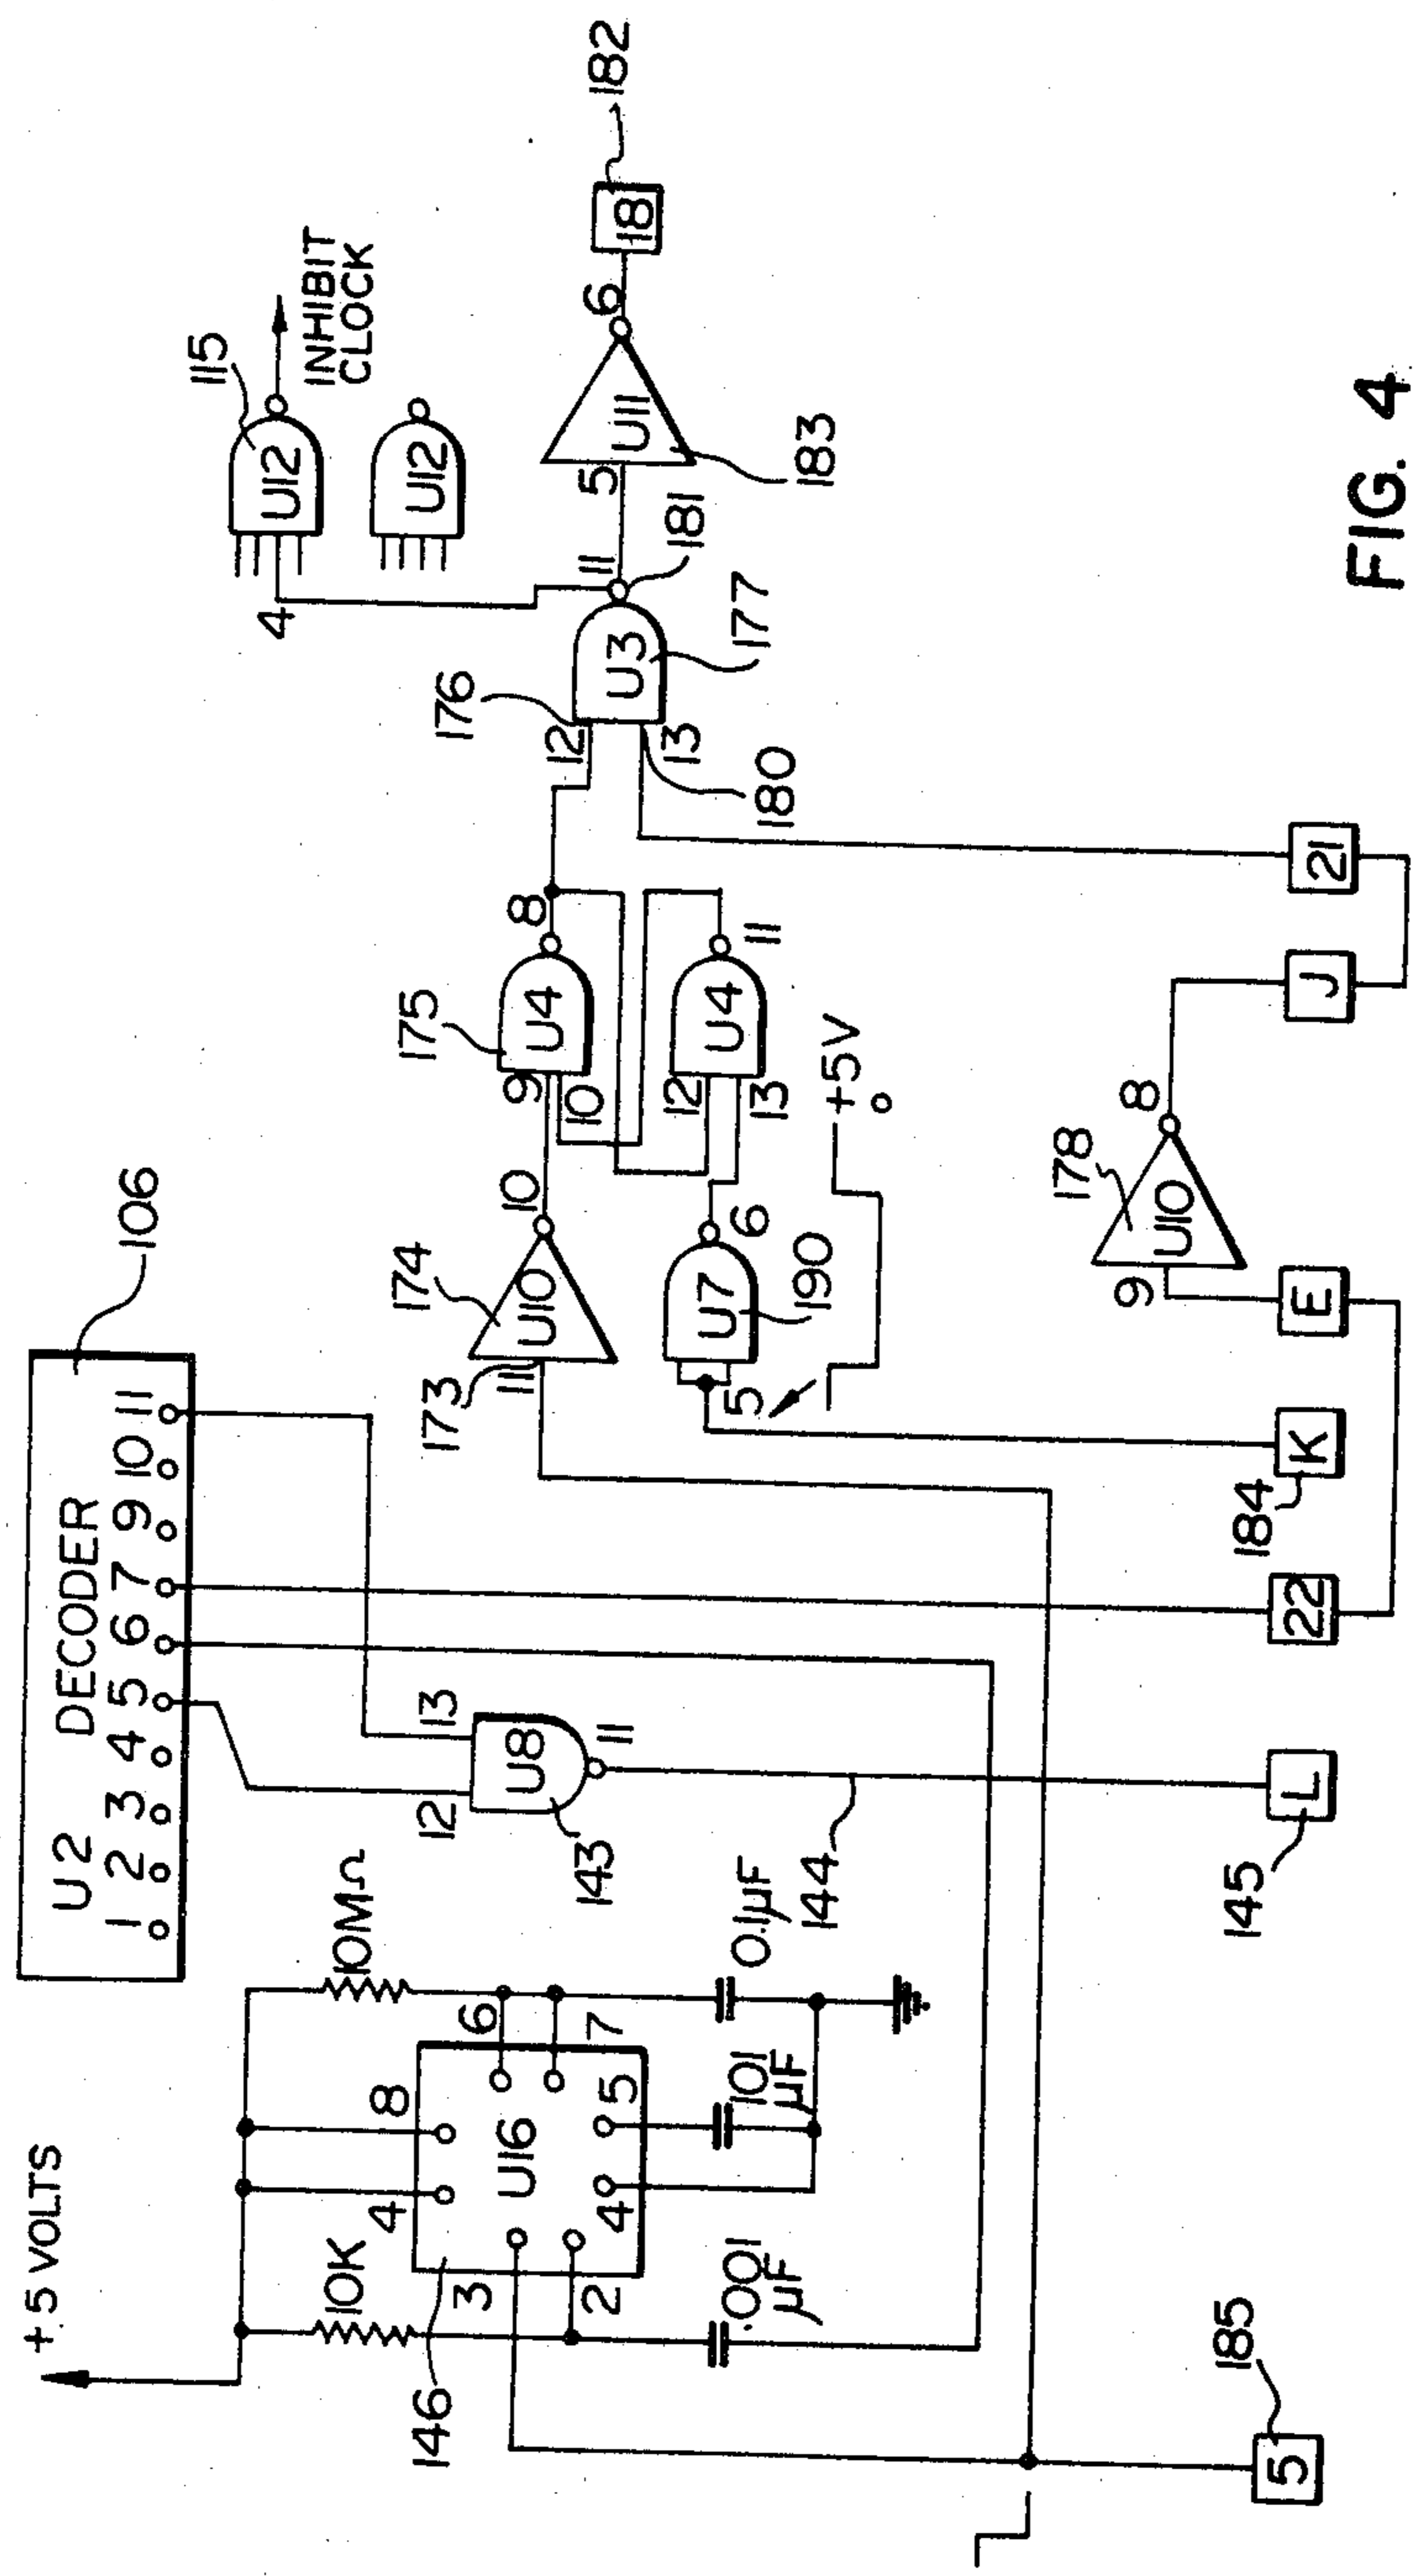 +5 VOLTS
U2 DECODER
1 2 3 4 5 6 7 9 10 11
106
10K
4
8
10MΩ
6
7
U16
3
2
4
5
146
.001
µF
.101
µF
0.1µF
12
13
U8
11
143
144
L
145
5
185
173
11
174
U10
10
9
10
175
U4
8
12
13
U4
11
5
U7
6
190
+5V
K
184
22
E
9
178
U10
8
J
21
176
12
13
180
U3
177
11
181
4
115
U12
INHIBIT
CLOCK
U12
5
U11
6
183
18
182
FIG. 4